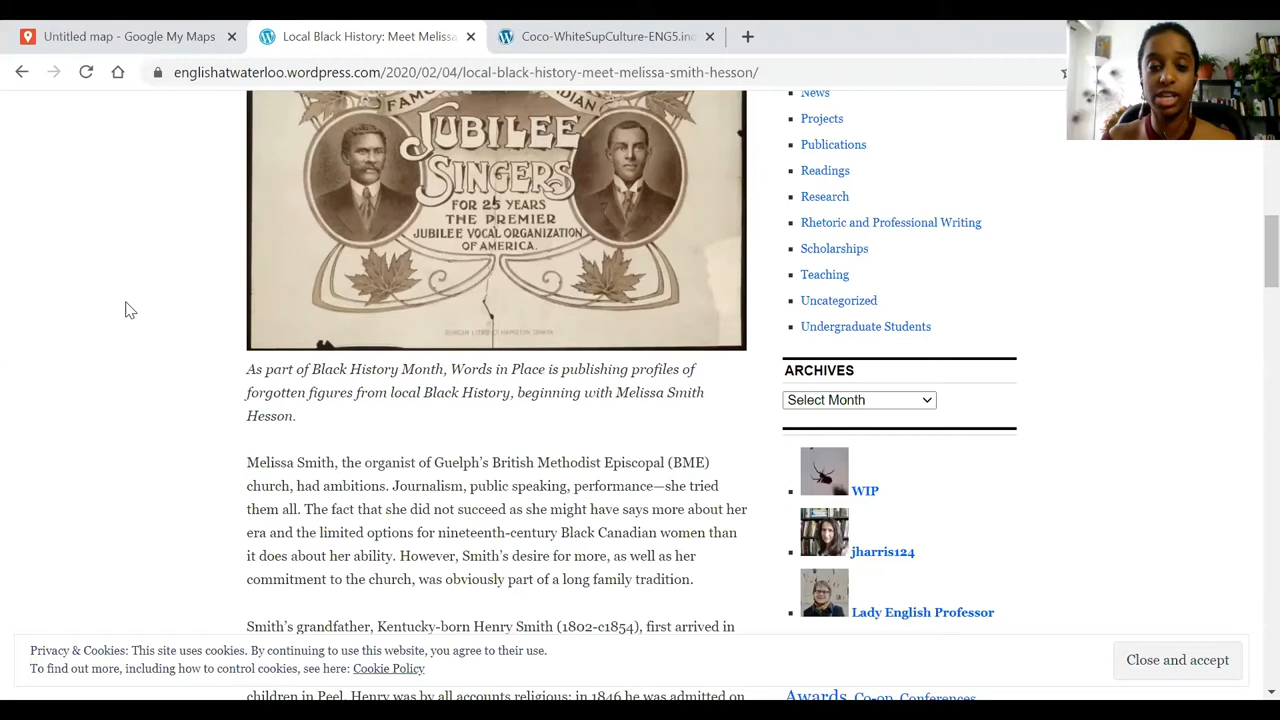 Untitled map - Google My Maps
Local Black History: Meet Melissa
Coco-WhiteSupCulture-ENG5.inc
englishatwaterloo.wordpress.com/2020/02/04/local-black-history-meet-melissa-smith-hesson/
JUBILEE
SINGERS
FOR 25 YEARS
THE PREMIER
JUBILEE VOCAL ORGANIZATION
OF AMERICA.
As part of Black History Month, Words in Place is publishing profiles of
forgotten figures from local Black History, beginning with Melissa Smith
Hesson.
Melissa Smith, the organist of Guelph's British Methodist Episcopal (BME)
church, had ambitions. Journalism, public speaking, performance—she tried
them all. The fact that she did not succeed as she might have says more about her
era and the limited options for nineteenth-century Black Canadian women than
it does about her ability. However, Smith's desire for more, as well as her
commitment to the church, was obviously part of a long family tradition.
Smith's grandfather, Kentucky-born Henry Smith (1802-c1854), first arrived in
children in Peel. Henry was by all accounts religious: in 1846 he was admitted on
News
Projects
Publications
Readings
Research
Rhetoric and Professional Writing
Scholarships
Teaching
Uncategorized
Undergraduate Students
ARCHIVES
Select Month
WIP
jharris124
Lady English Professor
Awards Co-op Conferences
Privacy & Cookies: This site uses cookies. By continuing to use this website, you agree to their use.
To find out more, including how to control cookies, see here: Cookie Policy
Close and accept